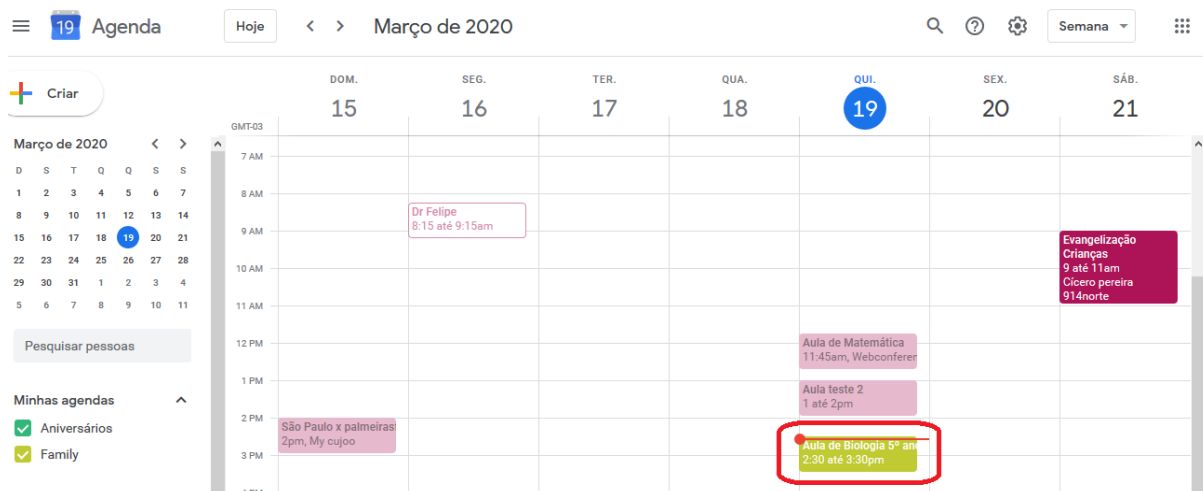 19 Agenda Hoje Março de 2020 Semana
Criar
DOM. SEG. TER. QUA. QUI. SEX. SÁB.
15 16 17 18 19 20 21
GMT-03
Março de 2020
D S T Q Q S S
1 2 3 4 5 6 7
8 9 10 11 12 13 14
15 16 17 18 19 20 21
22 23 24 25 26 27 28
29 30 31 1 2 3 4
5 6 7 8 9 10 11
Pesquisar pessoas
Minhas agendas
Aniversários
Family
7 AM
8 AM
9 AM
10 AM
11 AM
12 PM
1 PM
2 PM
3 PM
São Paulo x palmeiras
2pm, My cujoo
Dr Felipe
8:15 até 9:15am
Aula de Matemática
11:45am, Webconferer
Aula teste 2
1 até 2pm
Aula de Biologia 5º
2:30 até 3:30pm
Evangelização
Crianças
9 até 11am
Cícero pereira
914norte